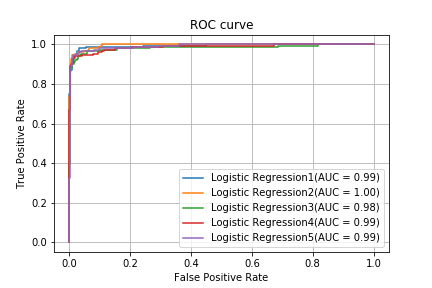 ROC curve
True Positive Rate
1.0
0.8
0.6
0.4
0.2
0.0
Logistic Regression1(AUC = 0.99)
Logistic Regression2(AUC = 1.00)
Logistic Regression3(AUC = 0.98)
Logistic Regression4(AUC = 0.99)
Logistic Regression5(AUC = 0.99)
0.0 0.2 0.4 0.6 0.8 1.0
False Positive Rate